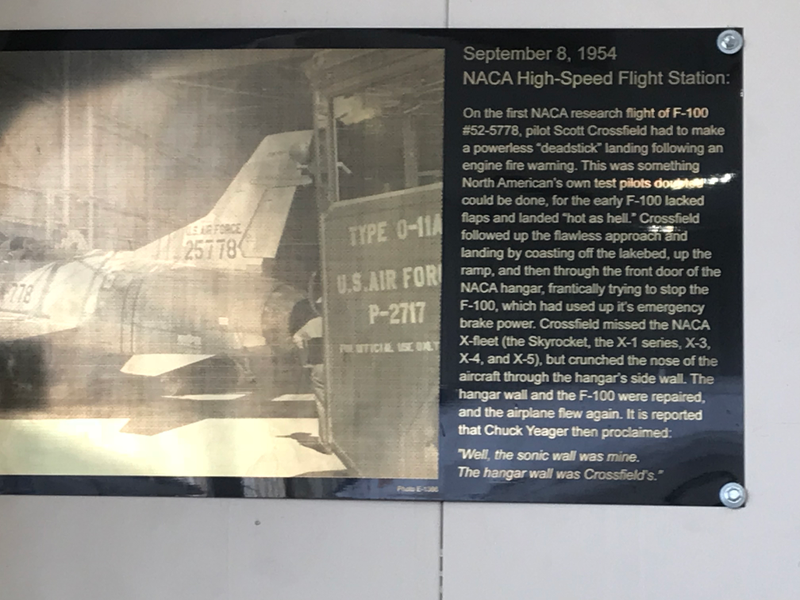 September 8, 1954
NACA High-Speed Flight Station:
On the first NACA research flight of F-100
#52-5778, pilot Scott Crossfield had to make
a powerless "deadstick" landing following an
engine fire warning. This was something
North American's own test pilots doubted
could be done, for the early F-100 lacked
flaps and landed "hot as hell." Crossfield
followed up the flawless approach and
landing by coasting off the lakebed, up the
ramp, and then through the front door of the
NACA hangar, frantically trying to stop the
F-100, which had used up it's emergency
brake power. Crossfield missed the NACA
X-fleet (the Skyrocket, the X-1 series, X-3,
X-4, and X-5), but crunched the nose of the
aircraft through the hangar's side wall. The
hangar wall and the F-100 were repaired,
and the airplane flew again. It is reported
that Chuck Yeager then proclaimed:
"Well, the sonic wall was mine.
The hangar wall was Crossfield's."
U.S. AIR FORCE
25778
778
TYPE O-11A
U.S. AIR FOR
P-2717
FOR OFFICIAL USE ONLY
Photo